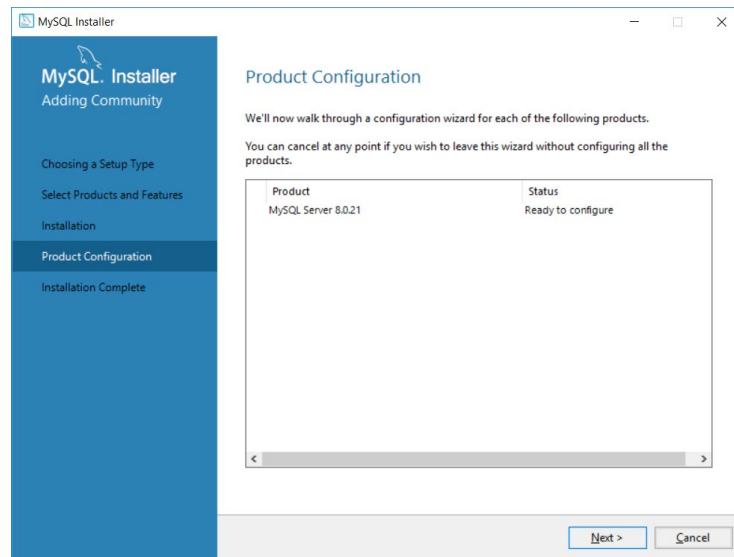 MySQL Installer
MySQL. Installer
Adding Community
Choosing a Setup Type
Select Products and Features
Installation
Product Configuration
Installation Complete
Product Configuration
We'll now walk through a configuration wizard for each of the following products.
You can cancel at any point if you wish to leave this wizard without configuring all the
products.
Product Status
MySQL Server 8.0.21 Ready to configure
Next > Cancel